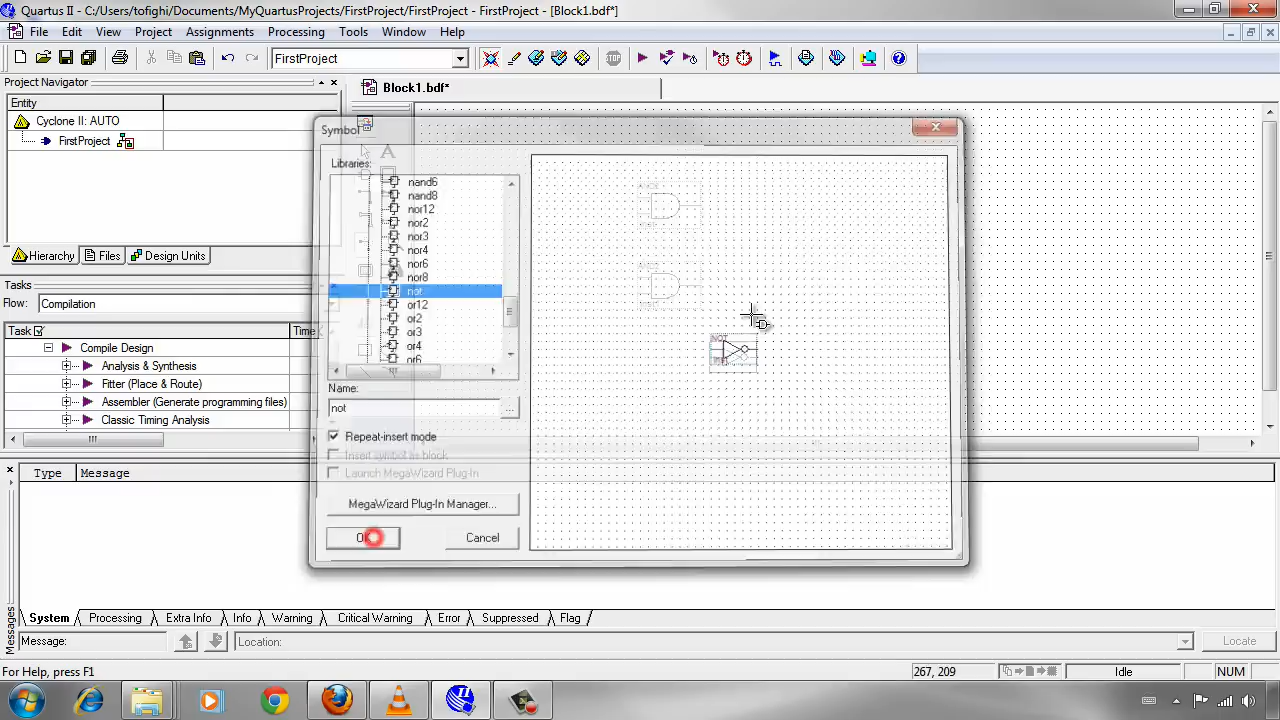 Quartus II - C:/Users/tofighi/Documents/MyQuartusProjects/FirstProject/FirstProject - FirstProject - [Block1.bdf*]
File Edit View Project Assignments Processing Tools Window Help
FirstProject
Project Navigator
Entity
Cyclone II: AUTO
FirstProject
Hierarchy Files Design Units
Tasks
Flow: Compilation
Task Time
Compile Design
Analysis & Synthesis
Fitter (Place & Route)
Assembler (Generate programming files)
Classic Timing Analysis
Block1.bdf*
Symbol
Libraries:
nand6
nand8
nor12
nor2
nor3
nor4
nor6
nor8
not
or12
or2
or3
or4
or6
Name:
not
Repeat-insert mode
Insert symbol as block
Launch MegaWizard Plug-In
MegaWizard Plug-In Manager...
OK Cancel
NOT
Type Message
System Processing Extra Info Info Warning Critical Warning Error Suppressed Flag
Messages
Message: Location: Locate
For Help, press F1 267, 209 Idle NUM